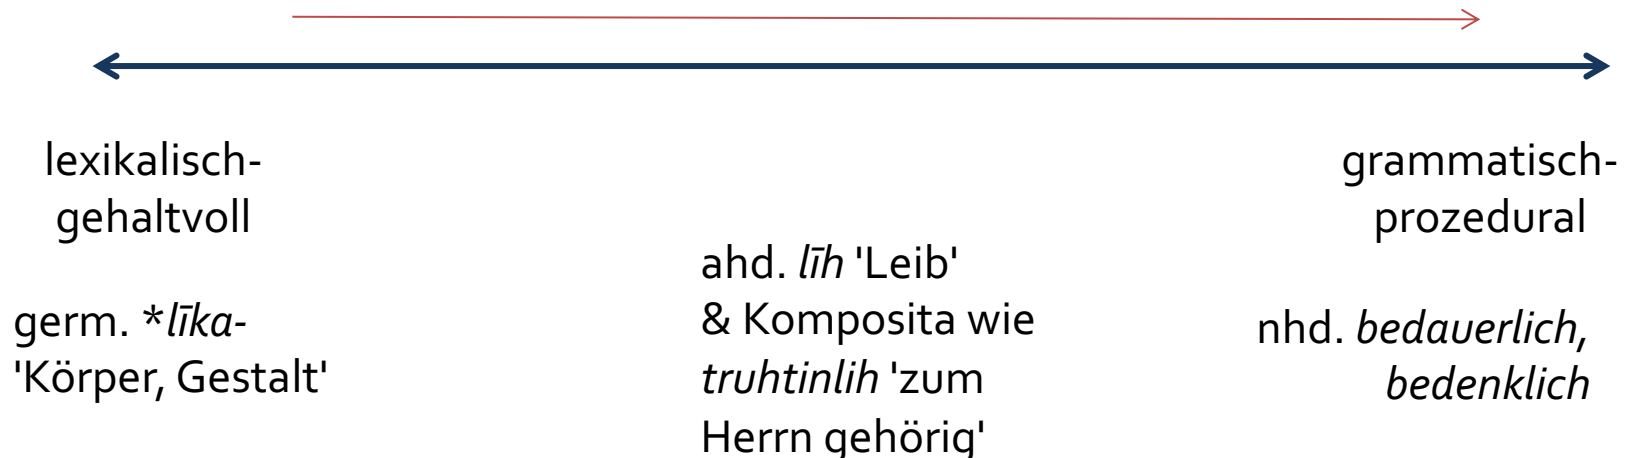 lexikalisch-
gehaltvoll
grammatisch-
prozedural
germ. *līka-
'Körper, Gestalt'
ahd. līh 'Leib'
& Komposita wie
truhtinlih 'zum
Herrn gehörig'
nhd. bedauerlich,
bedenklich